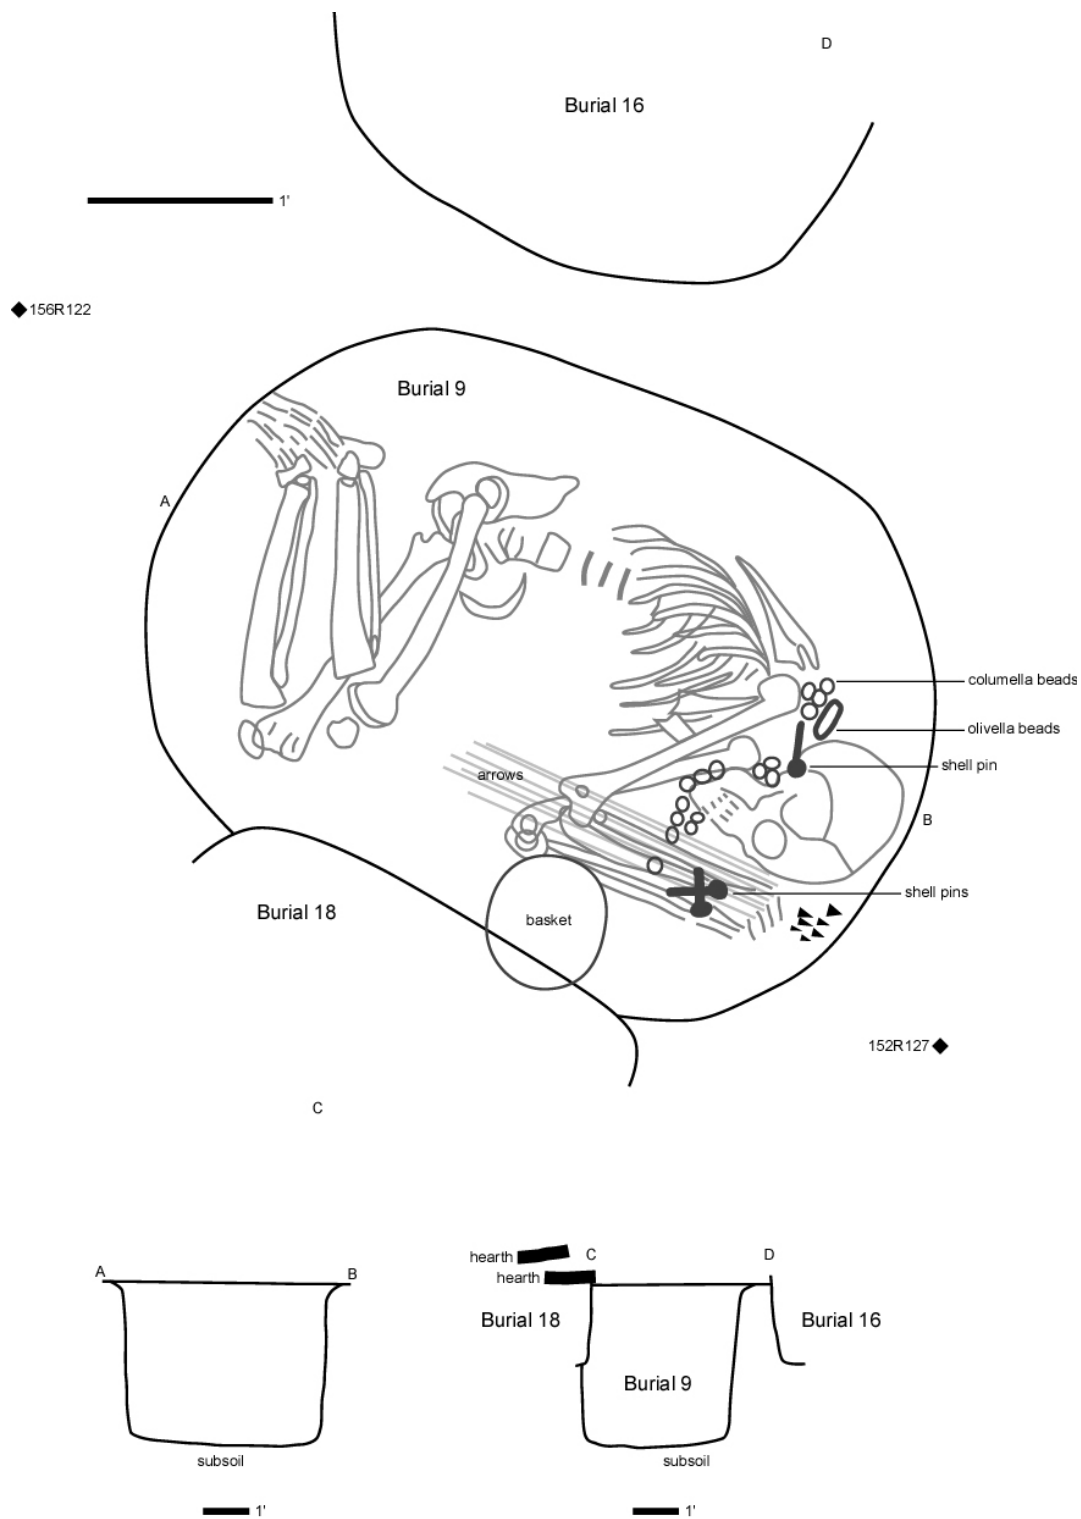 D
Burial 16
1'
156R122
Burial 9
A
columella beads
olivella beads
shell pin
arrows
B
shell pins
Burial 18
basket
152R127
C
A
B
subsoil
1'
hearth
C
D
hearth
Burial 18
Burial 16
Burial 9
subsoil
1'